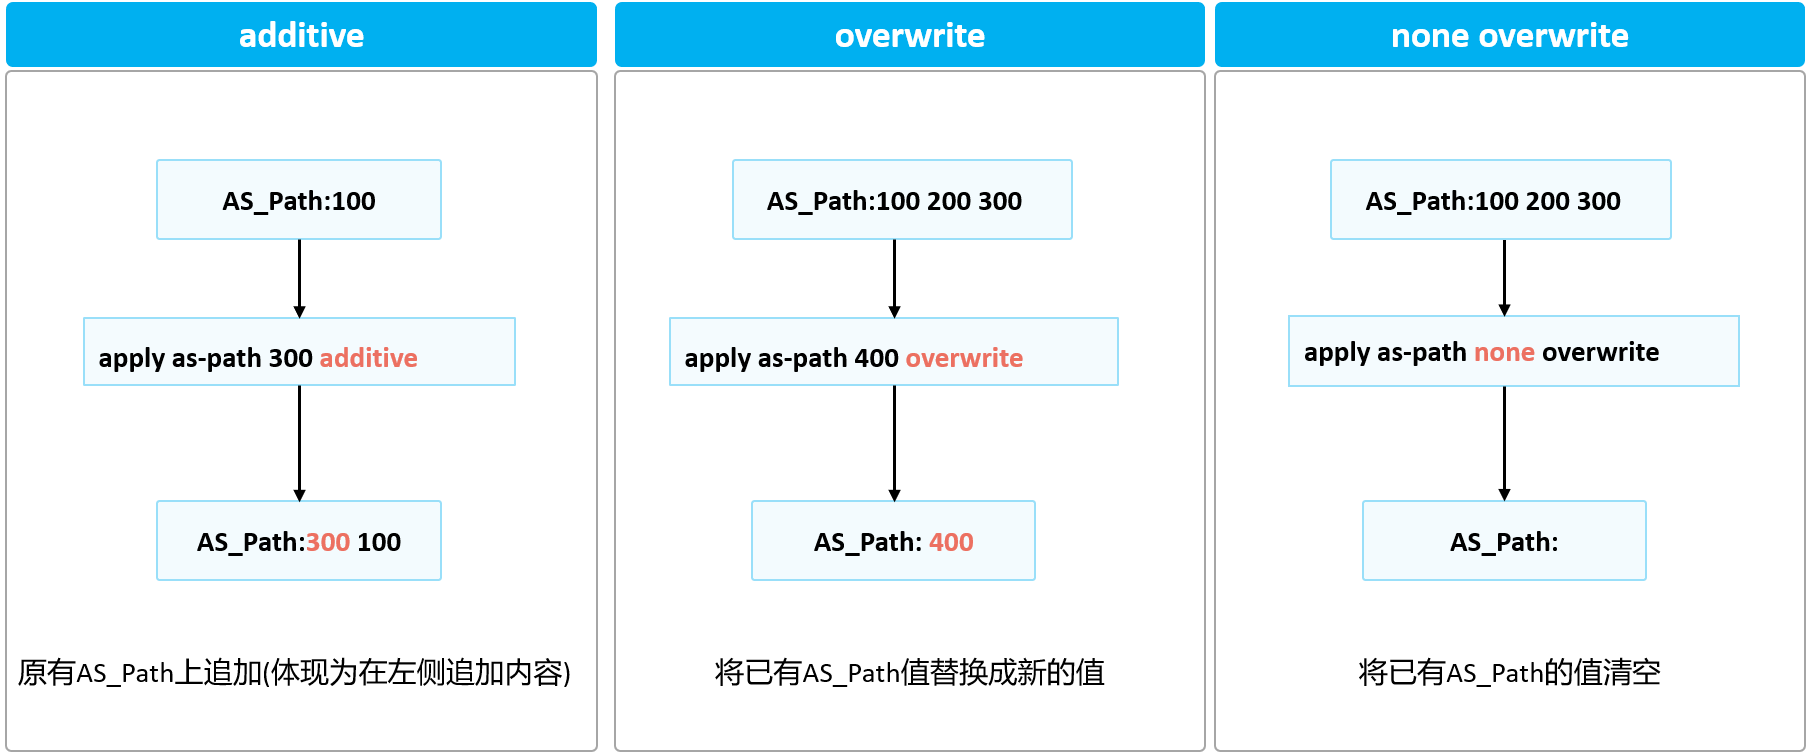 additive
AS_Path:100
apply as-path 300 additive
AS_Path:300 100
原有AS_Path上追加(体现为在左侧追加内容)
overwrite
AS_Path:100 200 300
apply as-path 400 overwrite
AS_Path: 400
将已有AS_Path值替换成新的值
none overwrite
AS_Path:100 200 300
apply as-path none overwrite
AS_Path:
将已有AS_Path的值清空